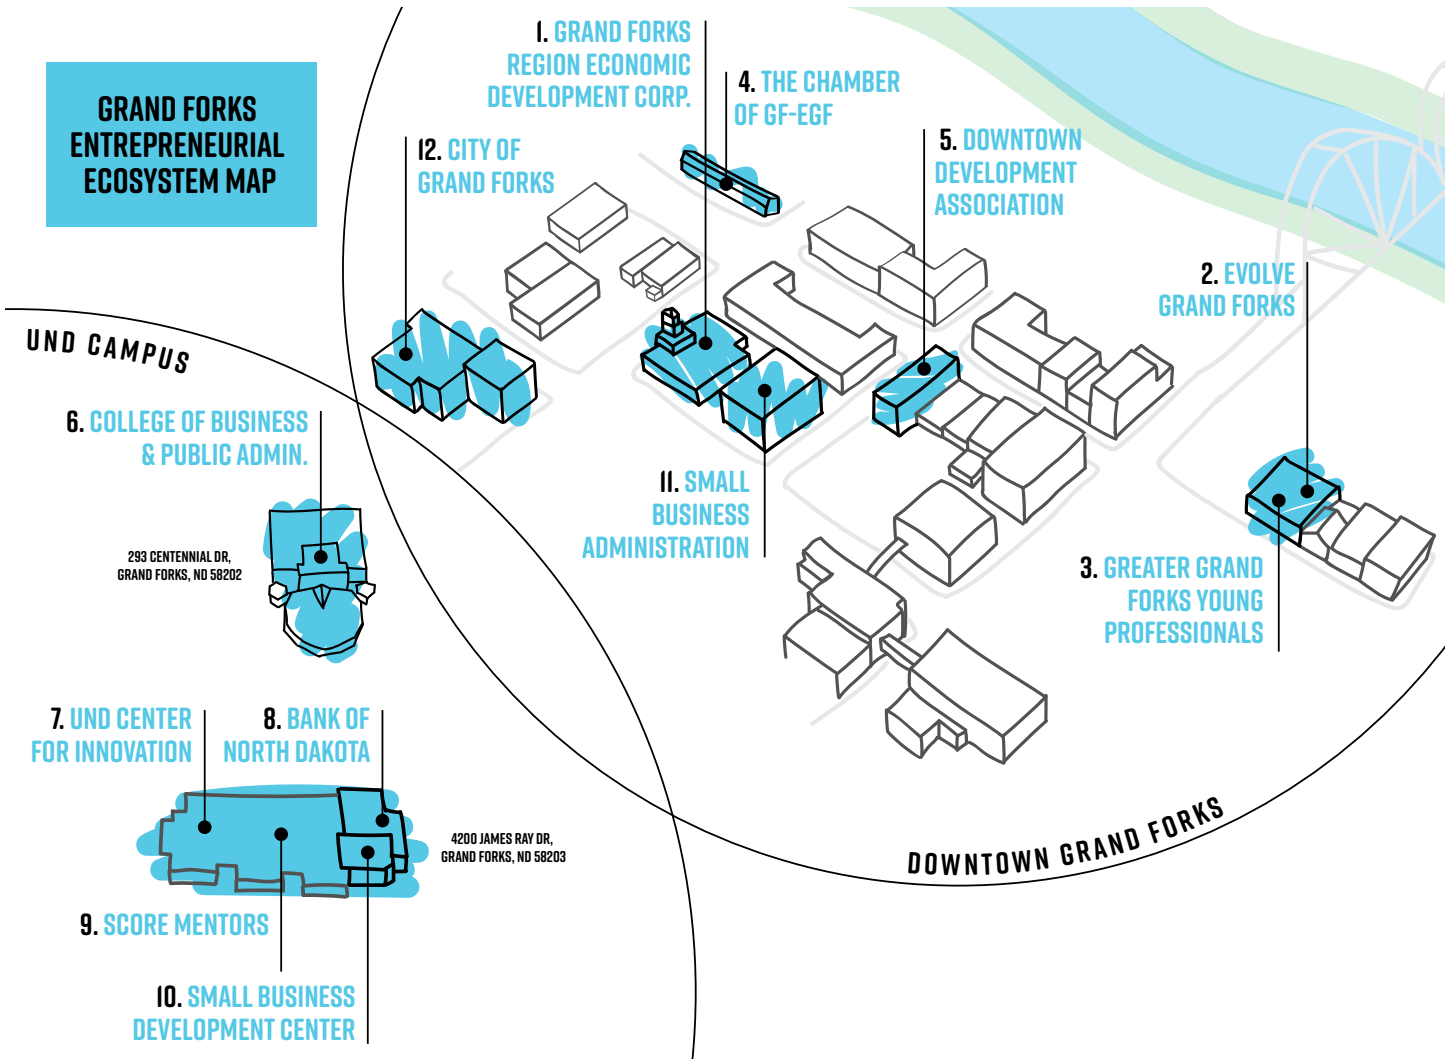 GRAND FORKS
ENTREPRENEURIAL
ECOSYSTEM MAP
1. GRAND FORKS
REGION ECONOMIC
DEVELOPMENT CORP.
4. THE CHAMBER
OF GF-EGF
12. CITY OF
GRAND FORKS
5. DOWNTOWN
DEVELOPMENT
ASSOCIATION
2. EVOLVE
GRAND FORKS
UND CAMPUS
6. COLLEGE OF BUSINESS
& PUBLIC ADMIN.
293 CENTENNIAL DR,
GRAND FORKS, ND 58202
11. SMALL
BUSINESS
ADMINISTRATION
3. GREATER GRAND
FORKS YOUNG
PROFESSIONALS
7. UND CENTER
FOR INNOVATION
8. BANK OF
NORTH DAKOTA
4200 JAMES RAY DR,
GRAND FORKS, ND 58203
DOWNTOWN GRAND FORKS
9. SCORE MENTORS
10. SMALL BUSINESS
DEVELOPMENT CENTER